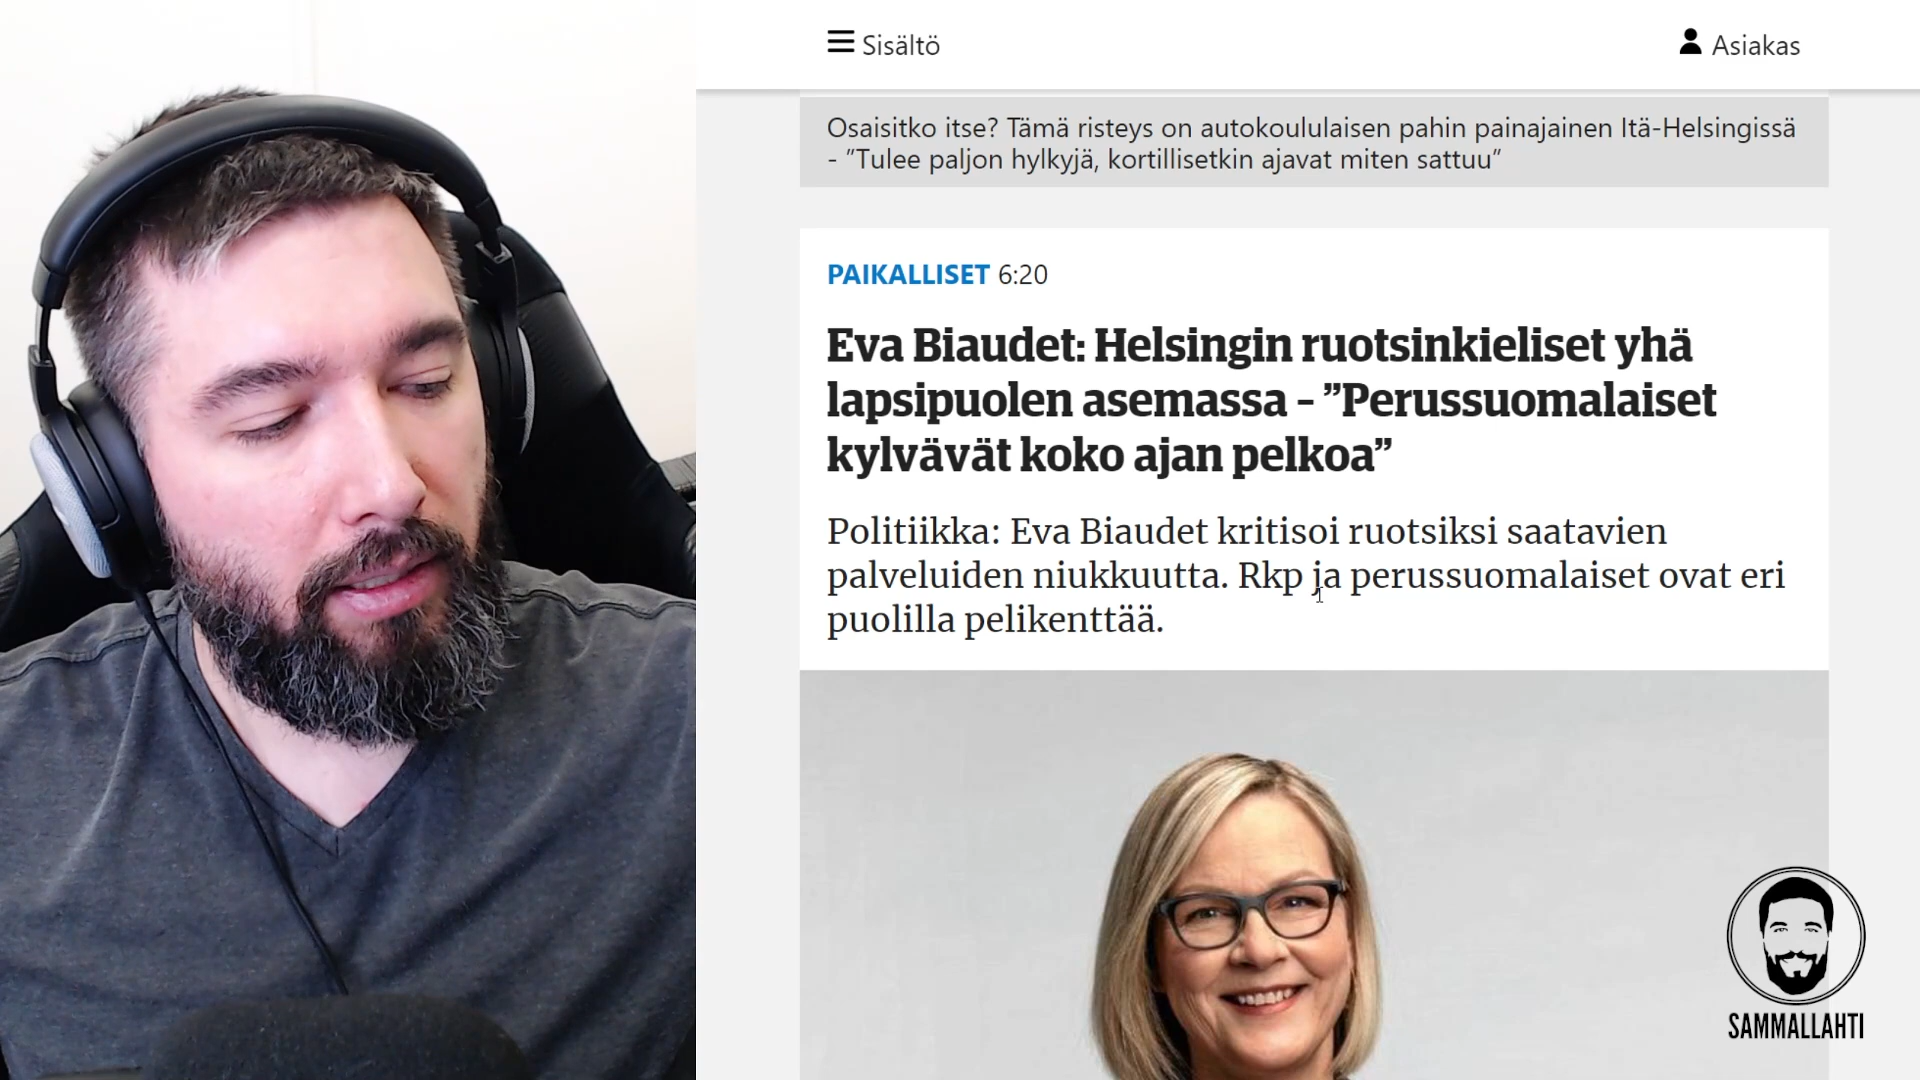 Sisältö
Asiakas
Osaisitko itse? Tämä risteys on autokoululaisen pahin painajainen Itä-Helsingissä
- ”Tulee paljon hylkyjä, kortillisetkin ajavat miten sattuu”
PAIKALLISET 6:20
Eva Biaudet: Helsingin ruotsinkieliset yhä
lapsipuolen asemassa – ”Perussuomalaiset
kylvävät koko ajan pelkoa”
Politiikka: Eva Biaudet kritisoi ruotsiksi saatavien
palveluiden niukkuutta. Rkp ja perussuomalaiset ovat eri
puolilla pelikenttää.
SAMMALLAHTI